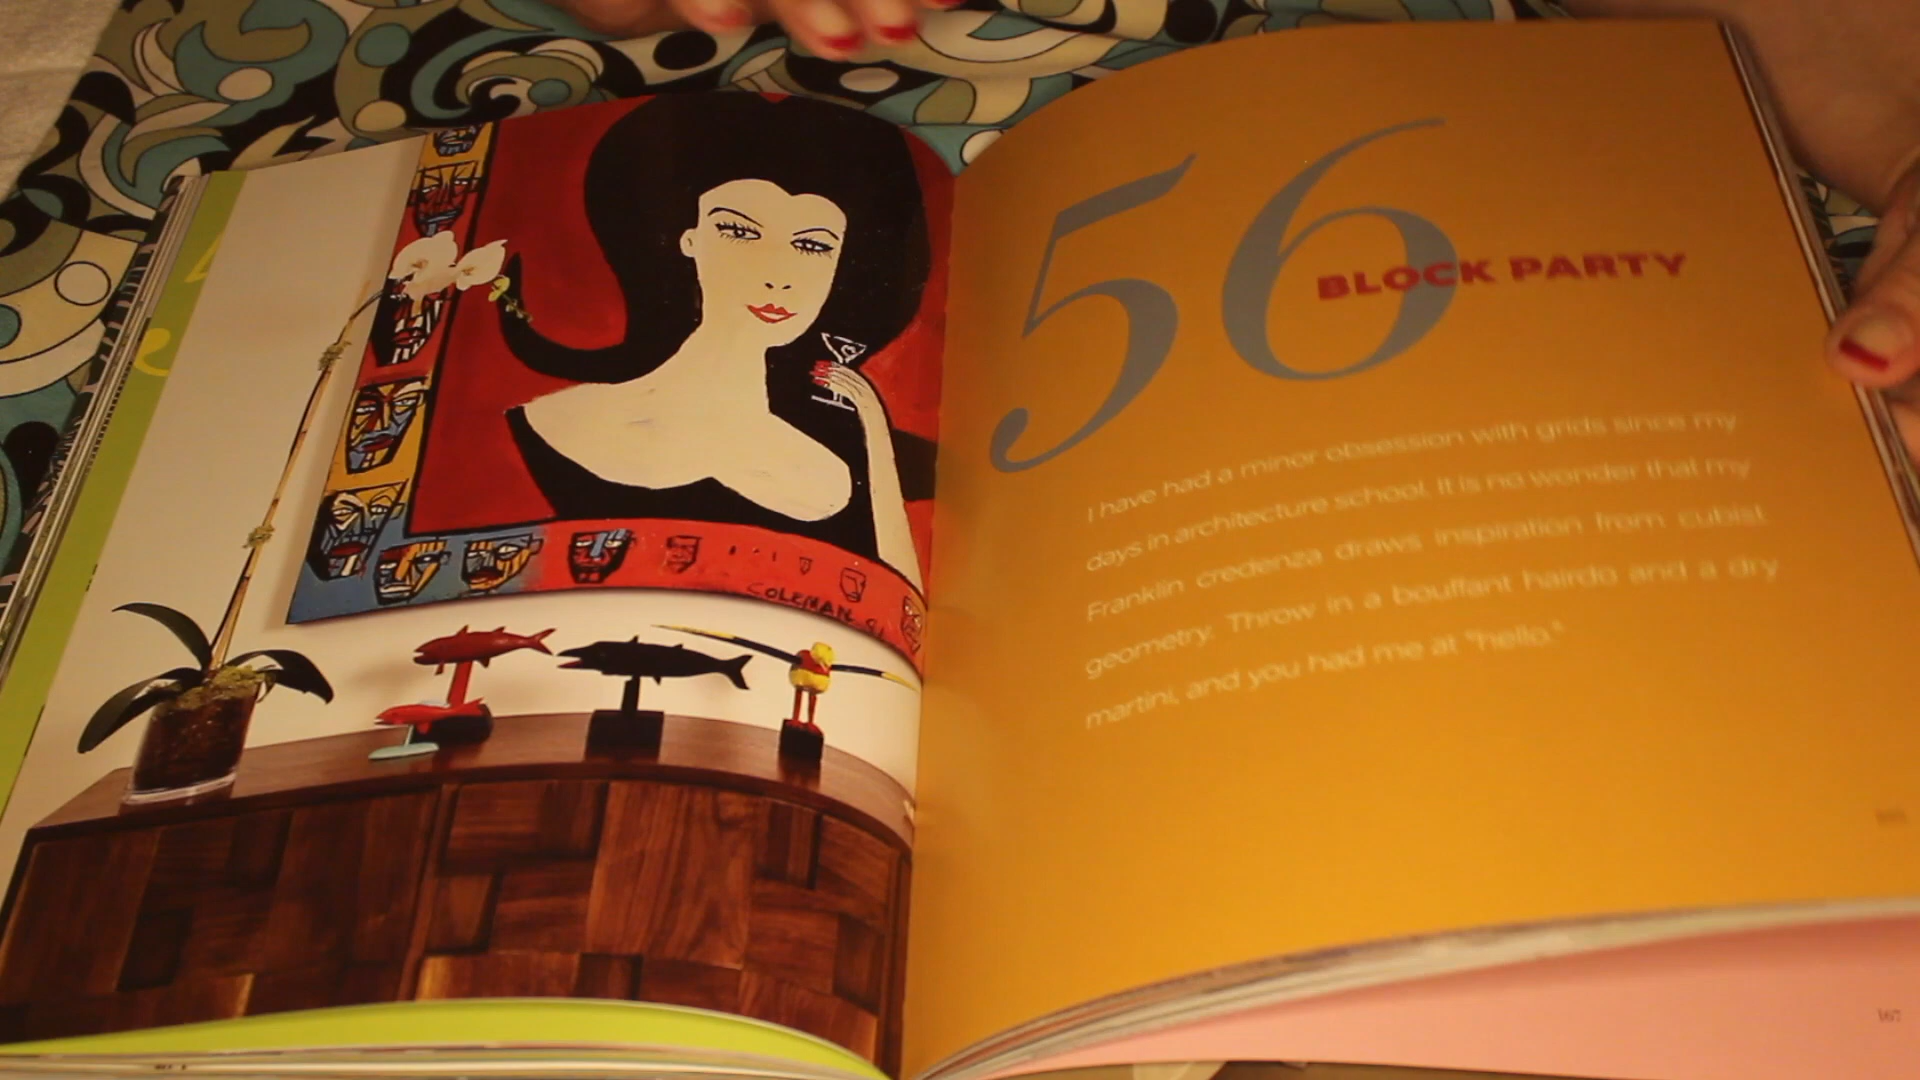 COLEMAN 91
56
BLOCK PARTY
I have had a minor obsession with grids since my
days in architecture school. It is no wonder that my
Franklin credenza draws inspiration from cubist
geometry. Throw in a bouffant hairdo and a dry
martini, and you had me at "hello."
167